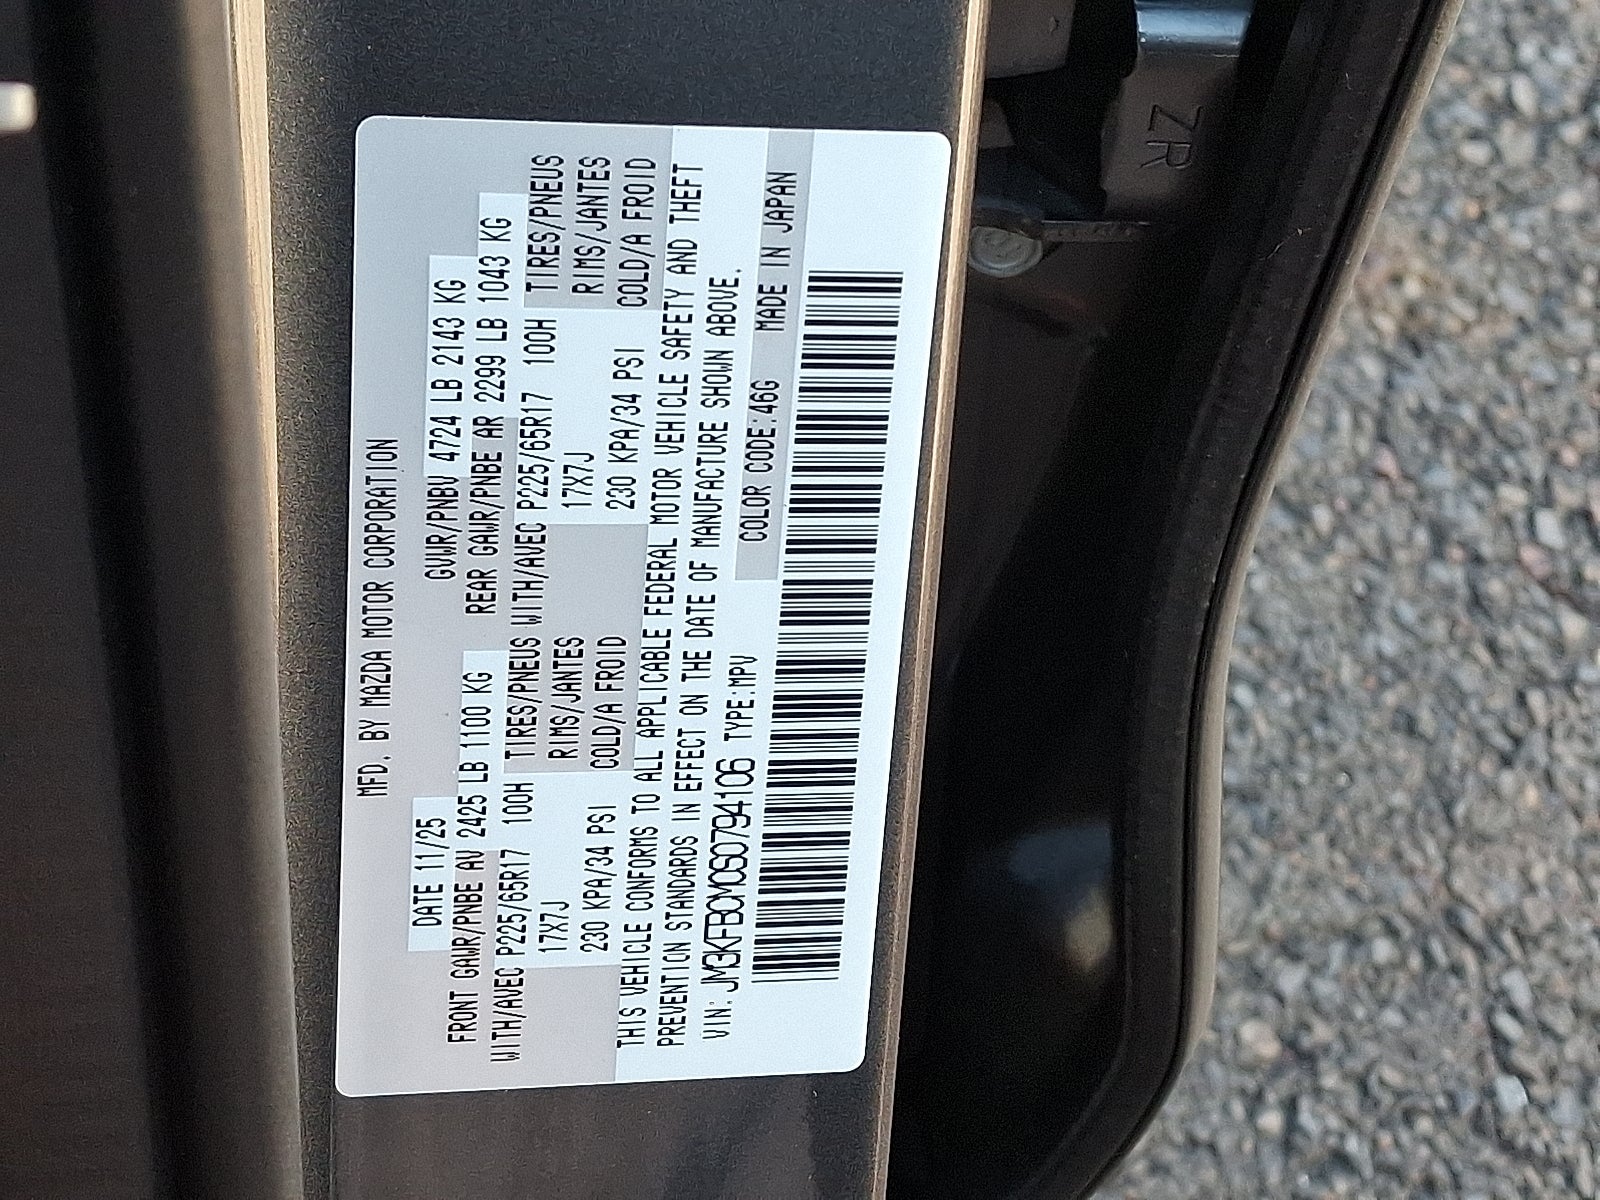 MFD. BY MAZDA MOTOR CORPORATION
DATE 11/25 GVWR/PNBV 4724 LB 2143 KG
FRONT GAWR/PNBE AV 2425 LB 1100 KG REAR GAWR/PNBE AR 2299 LB 1043 KG
WITH/AVEC P225/65R17 100H TIRES/PNEUS WITH/AVEC P225/65R17 100H TIRES/PNEUS
17X7J RIMS/JANTES 17X7J RIMS/JANTES
230 KPA/34 PSI COLD/A FROID 230 KPA/34 PSI COLD/A FROID
THIS VEHICLE CONFORMS TO ALL APPLICABLE FEDERAL MOTOR VEHICLE SAFETY AND THEFT
PREVENTION STANDARDS IN EFFECT ON THE DATE OF MANUFACTURE SHOWN ABOVE.
VIN: JM3KFBCM0S0794106 TYPE:MPV COLOR CODE:46G MADE IN JAPAN
ZR